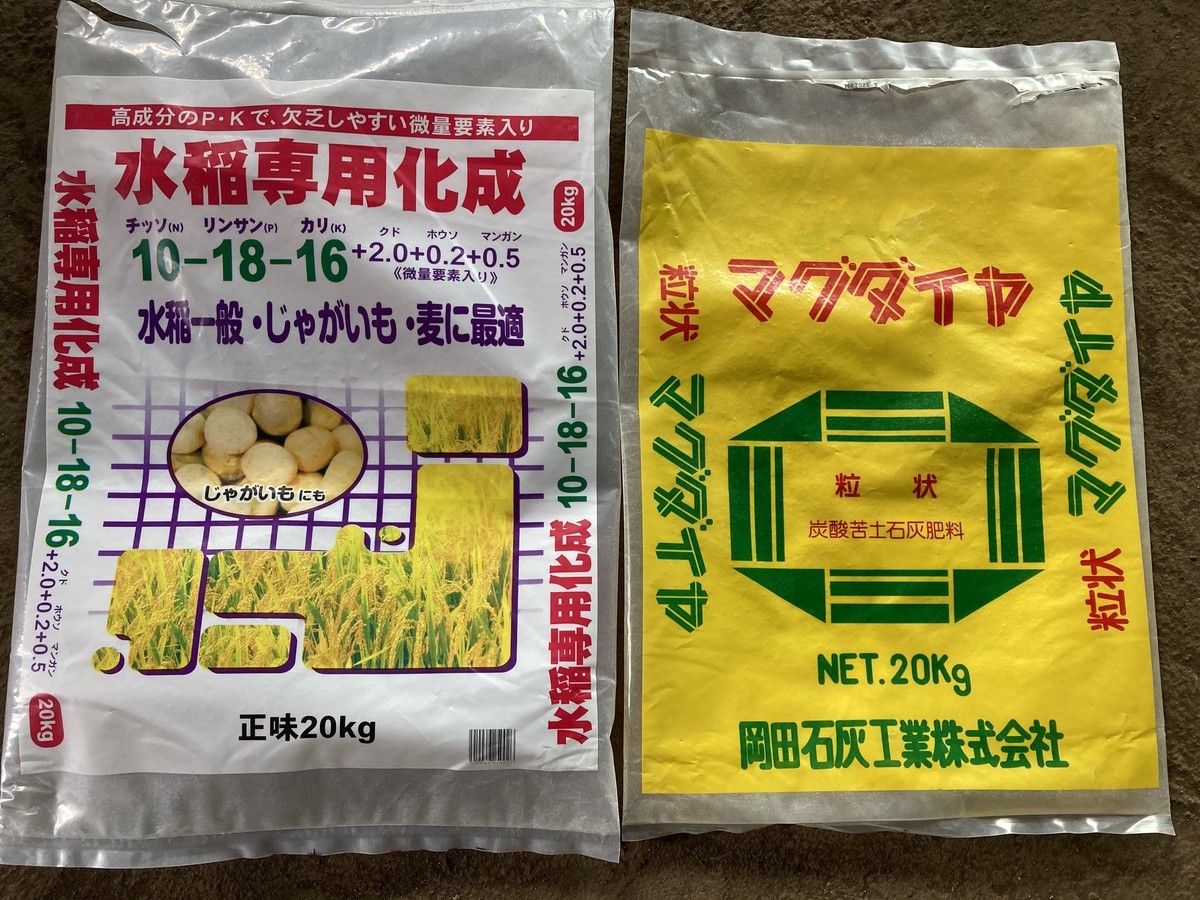 高成分のP・Kで、欠乏しやすい微量要素入り
水稲専用化成
チッソ(N) リンサン(P) カリ(K) クド ホウソ マンガン
10-18-16+2.0+0.2+0.5
《微量要素入り》
水稲一般・じゃがいも・麦に最適
じゃがいもにも
正味20kg
水稲専用化成 10-18-16+2.0+0.2+0.5
クド ホウソ マンガン
20kg
水稲専用化成 10-18-16+2.0+0.2+0.5
クド ホウソ マンガン
20kg
マグダイヤ
粒状
炭酸苦土石灰肥料
NET.20Kg
岡田石灰工業株式会社
粒状 マグダイヤ
粒状 マグダイヤ